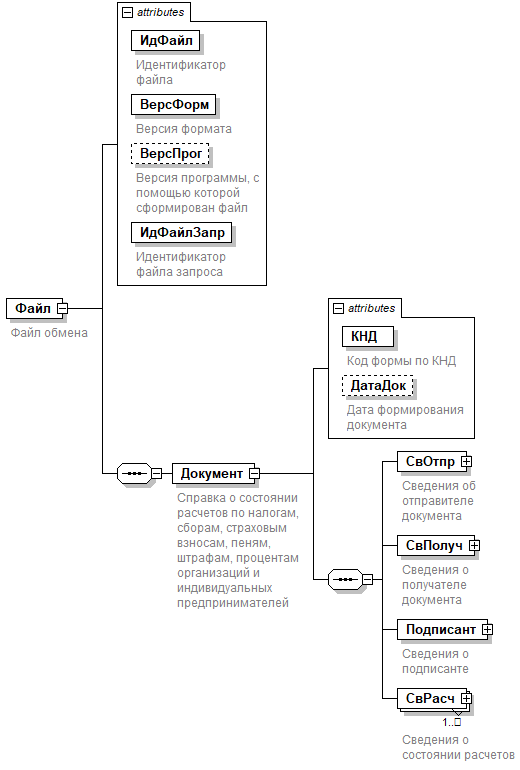 attributes
ИдФайл
Идентификатор
файла
ВерсФорм
Версия формата
ВерсПрог
Версия программы, с
помощью которой
сформирован файл
ИдФайлЗапр
Идентификатор
файла запроса
Файл
Файл обмена
attributes
КНД
Код формы по КНД
ДатаДок
Дата формирования
документа
Документ
Справка о состоянии
расчетов по налогам,
сборам, страховым
взносам, пеням,
штрафам, процентам
организаций и
индивидуальных
предпринимателей
СвОтпр
Сведения об
отправителе
документа
СвПолуч
Сведения о
получателе
документа
Подписант
Сведения о
подписанте
СвРасч
1..
Сведения о
состоянии расчетов